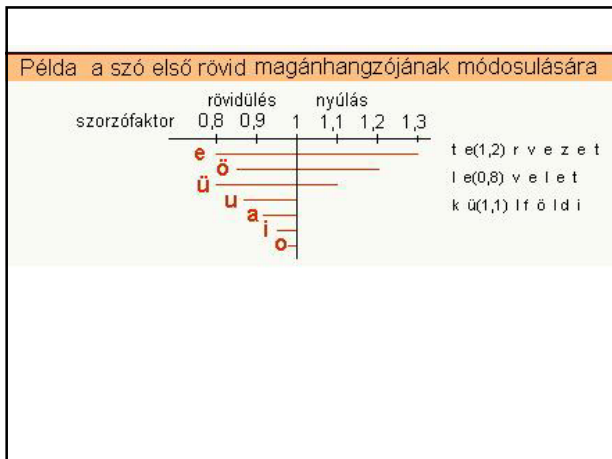 Példa a szó első rövid magánhangzójának módosulására
rövidülés nyúlás
szorzófaktor 0,8 0,9 1 1,1 1,2 1,3
e
ö
ü
u
a
i
o
t e(1,2) r v e z e t
l e(0,8) v e l e t
k ü(1,1) l f ö l d i